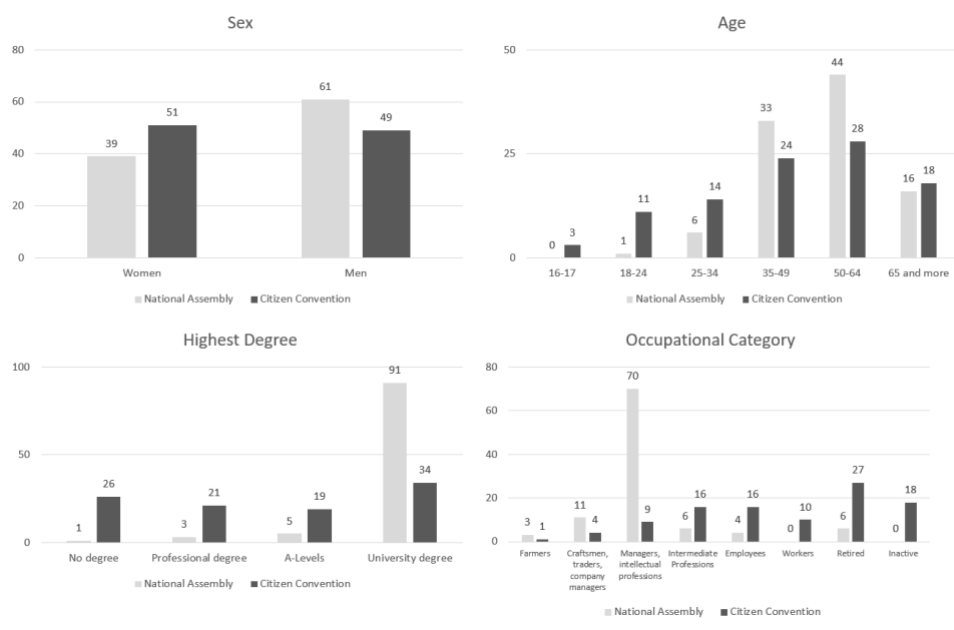 Sex
80
60
40
20
0
39
51
61
49
Women
Men
National Assembly
Citizen Convention
Age
50
25
0
0
3
1
11
6
14
33
24
44
28
16
18
16-17
18-24
25-34
35-49
50-64
65 and more
National Assembly
Citizen Convention
Highest Degree
100
50
0
1
26
3
21
5
19
91
34
No degree
Professional degree
A-Levels
University degree
National Assembly
Citizen Convention
Occupational Category
80
60
40
20
0
3
1
11
4
70
9
6
16
4
16
0
10
6
27
0
18
Farmers
Craftsmen,
traders,
company
managers
Managers,
intellectual
professions
Intermediate
Professions
Employees
Workers
Retired
Inactive
National Assembly
Citizen Convention